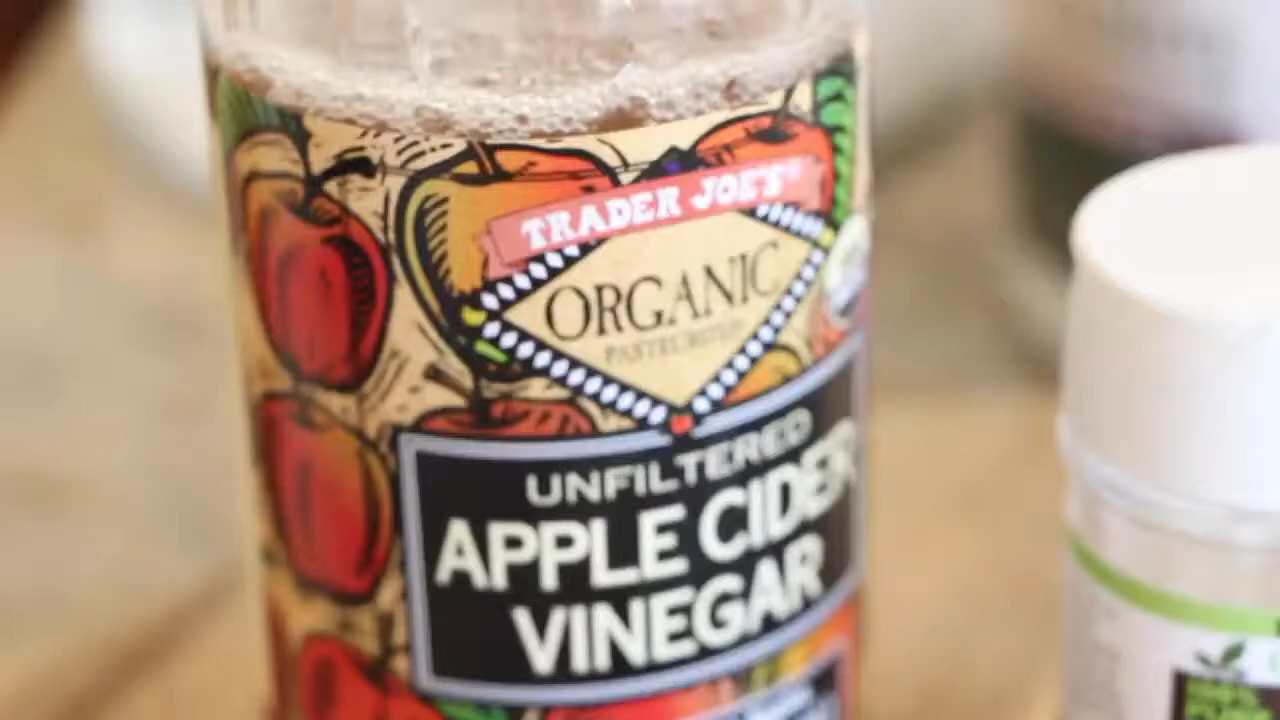 TRADER JOE'S®
ORGANIC
PASTEURIZED
UNFILTERED
APPLE CIDER
VINEGAR